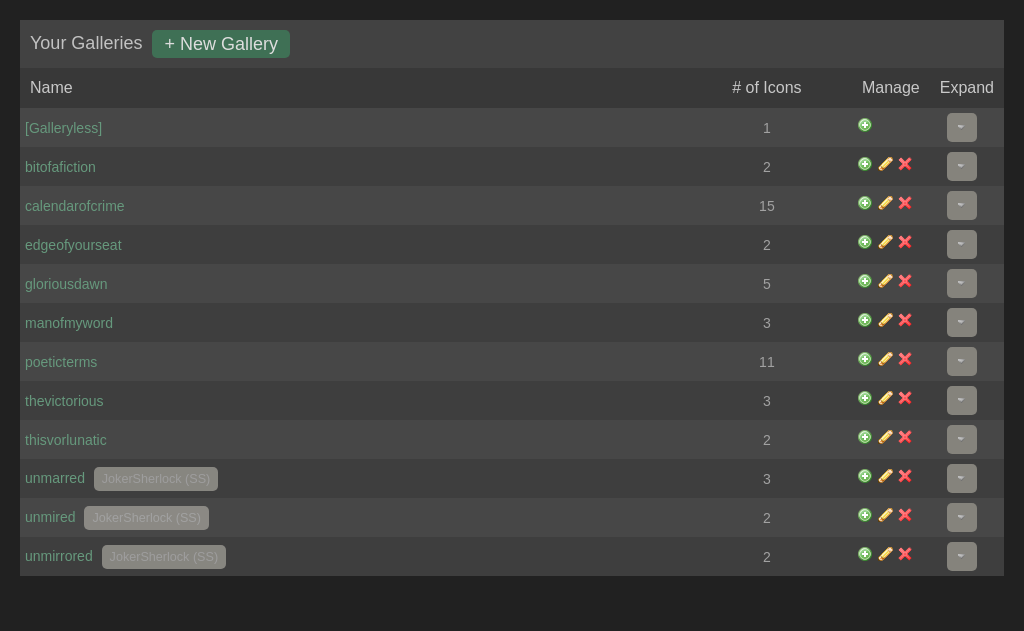 Your Galleries + New Gallery
Name # of Icons Manage Expand
[Galleryless] 1
bitofafiction 2
calendarofcrime 15
edgeofyourseat 2
gloriousdawn 5
manofmyword 3
poeticterms 11
thevictorious 3
thisvorlunatic 2
unmarred JokerSherlock (SS) 3
unmired JokerSherlock (SS) 2
unmirrored JokerSherlock (SS) 2